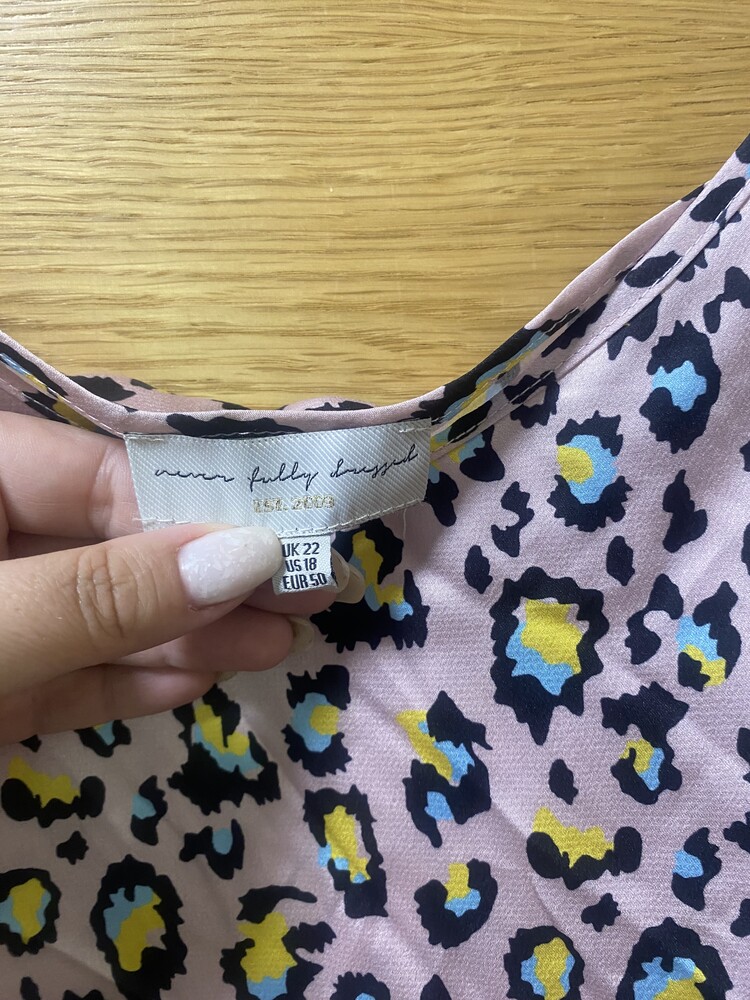 never fully dressed
EST. 2009
UK 22
US 18
EUR 50